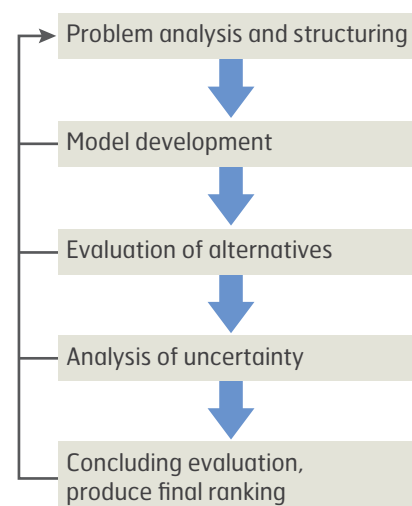 Problem analysis and structuring
Model development
Evaluation of alternatives
Analysis of uncertainty
Concluding evaluation,
produce final ranking